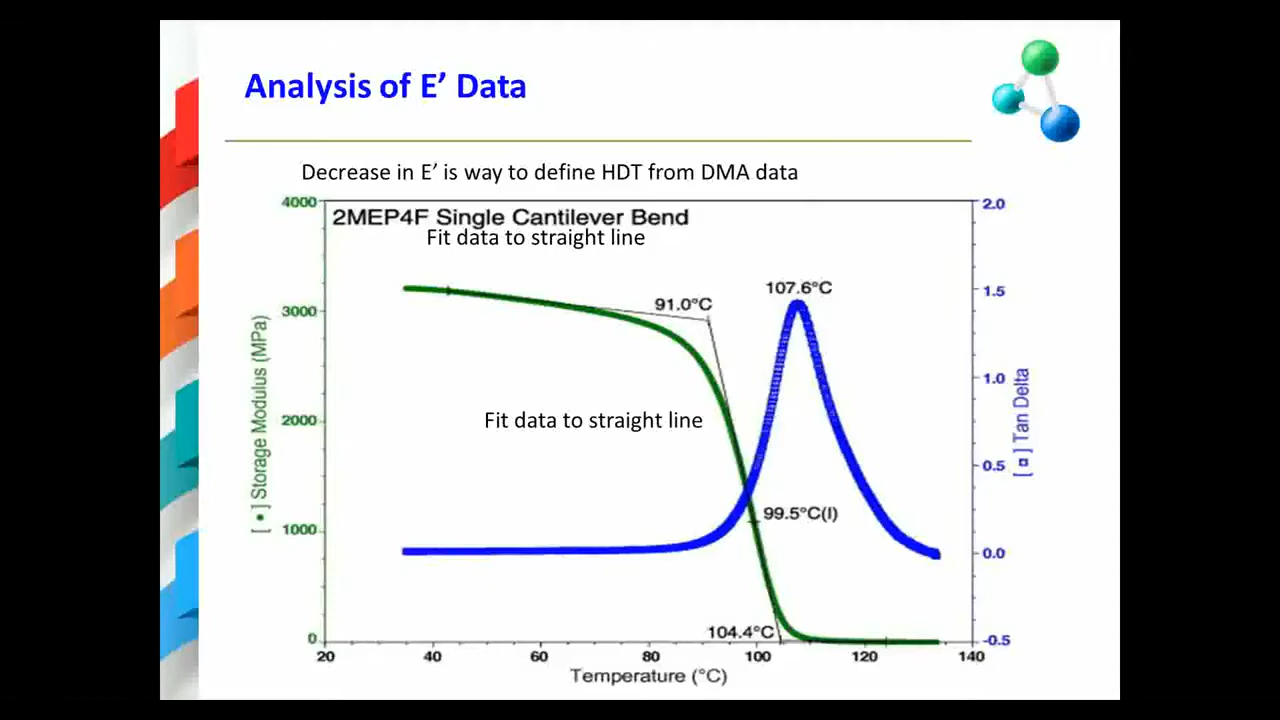 Analysis of E’ Data
Decrease in E’ is way to define HDT from DMA data
2MEP4F Single Cantilever Bend
Fit data to straight line
91.0°C
107.6°C
Fit data to straight line
99.5°C(I)
104.4°C
4000
3000
2000
1000
0
[ • ] Storage Modulus (MPa)
2.0
1.5
1.0
0.5
0.0
-0.5
[ ¤ ] Tan Delta
20 40 60 80 100 120 140
Temperature (°C)